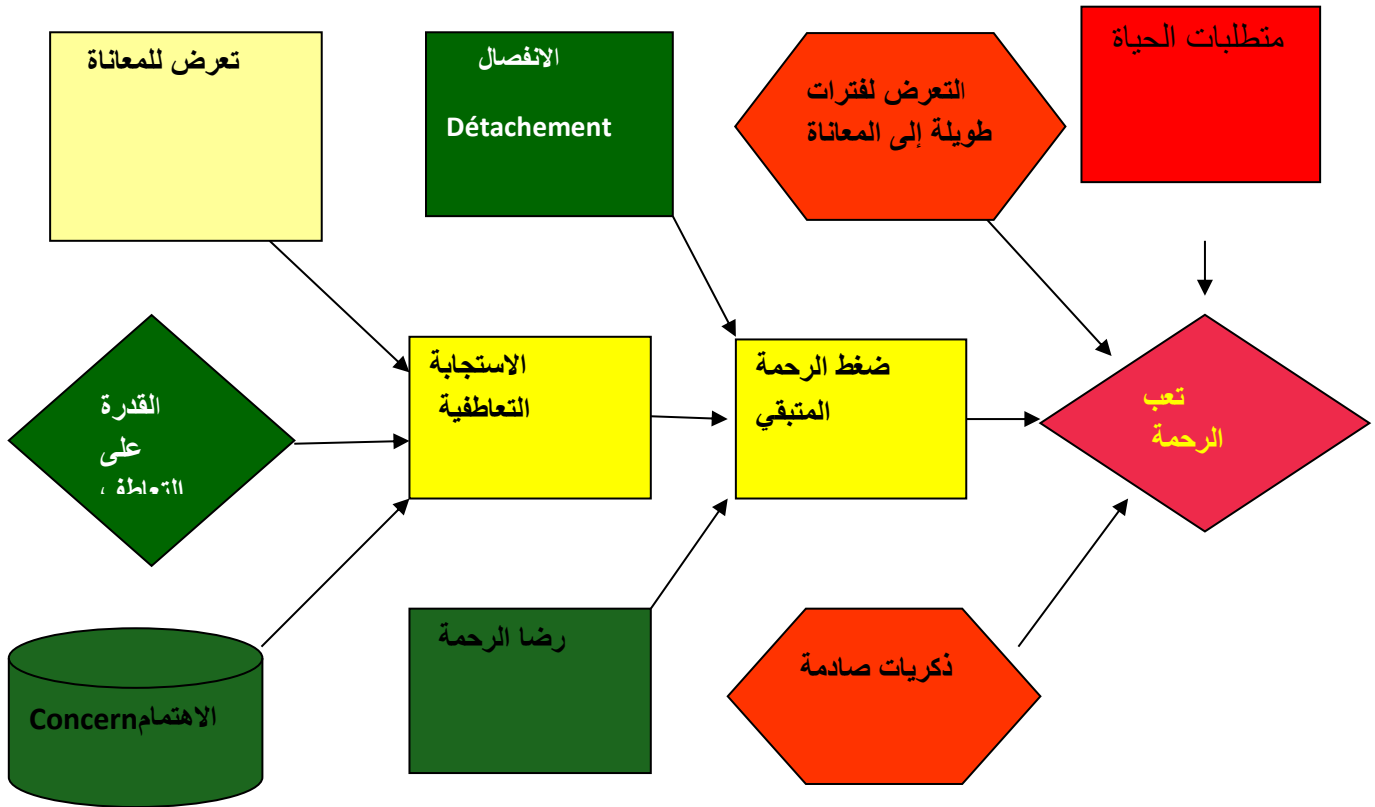 تعرض للمعاناة
الانفصال
Détachement
التعرض لفترات
طويلة إلى المعاناة
متطلبات الحياة
القدرة
على
التعاطف
الاستجابة
التعاطفية
ضغط الرحمة
المتبقي
تعب
الرحمة
الاهتمامConcern
رضا الرحمة
ذكريات صادمة